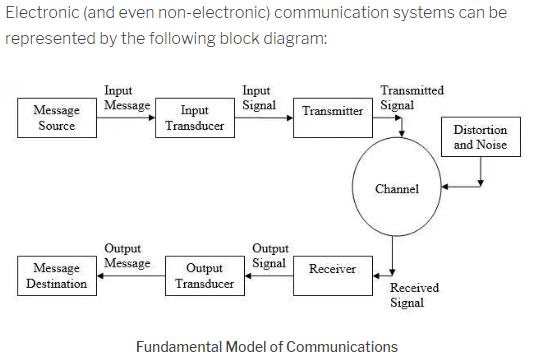 Electronic (and even non-electronic) communication systems can be
represented by the following block diagram:
Message
Source
Input
Message
Input
Transducer
Input
Signal
Transmitter
Transmitted
Signal
Distortion
and Noise
Channel
Received
Signal
Receiver
Output
Signal
Output
Transducer
Output
Message
Message
Destination
Fundamental Model of Communications